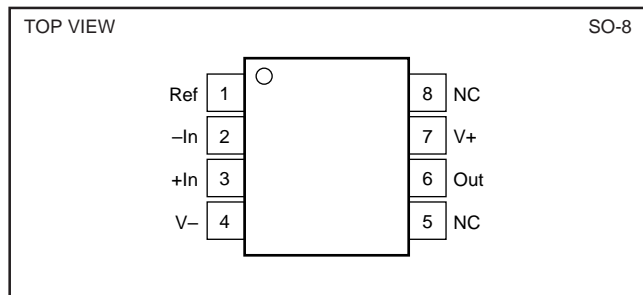 TOP VIEW SO-8
Ref 1 8 NC
–In 2 7 V+
+In 3 6 Out
V– 4 5 NC